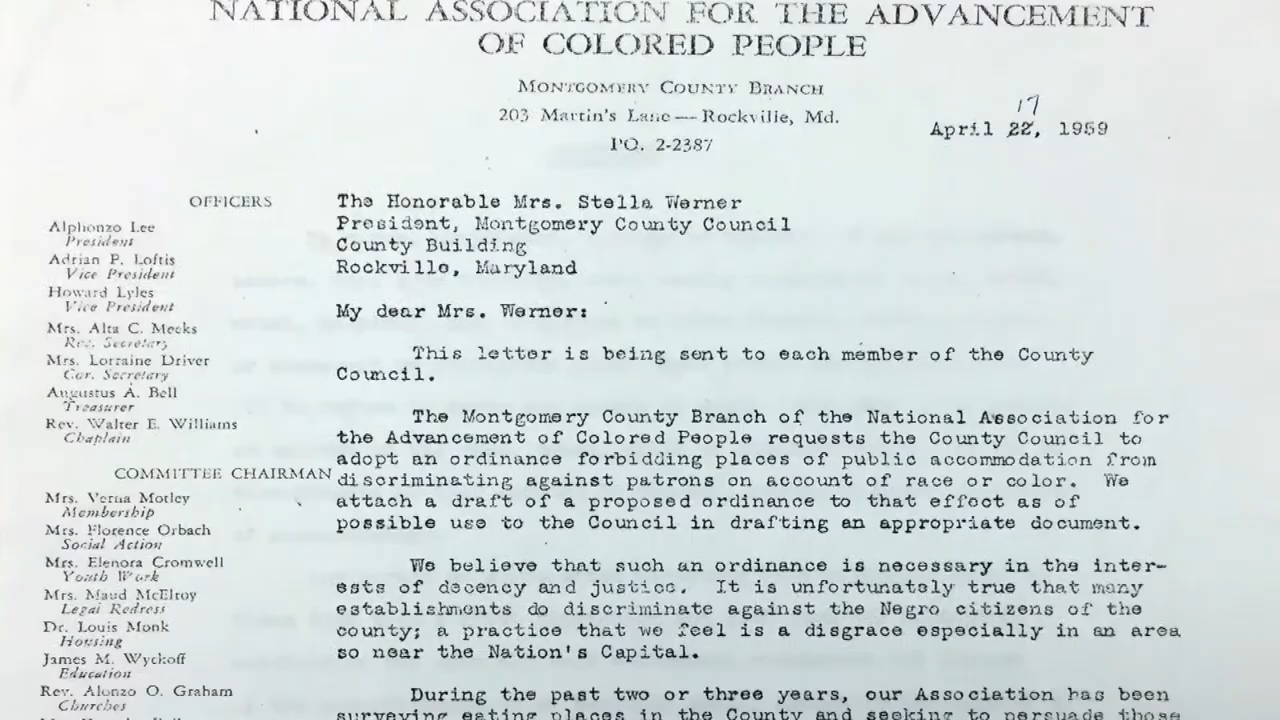 NATIONAL ASSOCIATION FOR THE ADVANCEMENT
OF COLORED PEOPLE
MONTGOMERY COUNTY BRANCH
203 Martin's Lane — Rockville, Md.
PO. 2-2387
17
April 22, 1959
OFFICERS
Alphonzo Lee
President
Adrian P. Loftis
Vice President
Howard Lyles
Vice President
Mrs. Alta C. Meeks
Rec. Secretary
Mrs. Lorraine Driver
Cor. Secretary
Augustus A. Bell
Treasurer
Rev. Walter E. Williams
Chaplain
COMMITTEE CHAIRMAN
Mrs. Verna Motley
Membership
Mrs. Florence Orbach
Social Action
Mrs. Elenora Cromwell
Youth Work
Mrs. Maud McElroy
Legal Redress
Dr. Louis Monk
Housing
James M. Wyckoff
Education
Rev. Alonzo O. Graham
Churches
The Honorable Mrs. Stella Werner
President, Montgomery County Council
County Building
Rockville, Maryland
My dear Mrs. Werner:
This letter is being sent to each member of the County
Council.
The Montgomery County Branch of the National Association for
the Advancement of Colored People requests the County Council to
adopt an ordinance forbidding places of public accommodation from
discriminating against patrons on account of race or color. We
attach a draft of a proposed ordinance to that effect as of
possible use to the Council in drafting an appropriate document.
We believe that such an ordinance is necessary in the inter-
ests of decency and justice. It is unfortunately true that many
establishments do discriminate against the Negro citizens of the
county; a practice that we feel is a disgrace especially in an area
so near the Nation's Capital.
During the past two or three years, our Association has been
surveying eating places in the County and seeking to persuade those